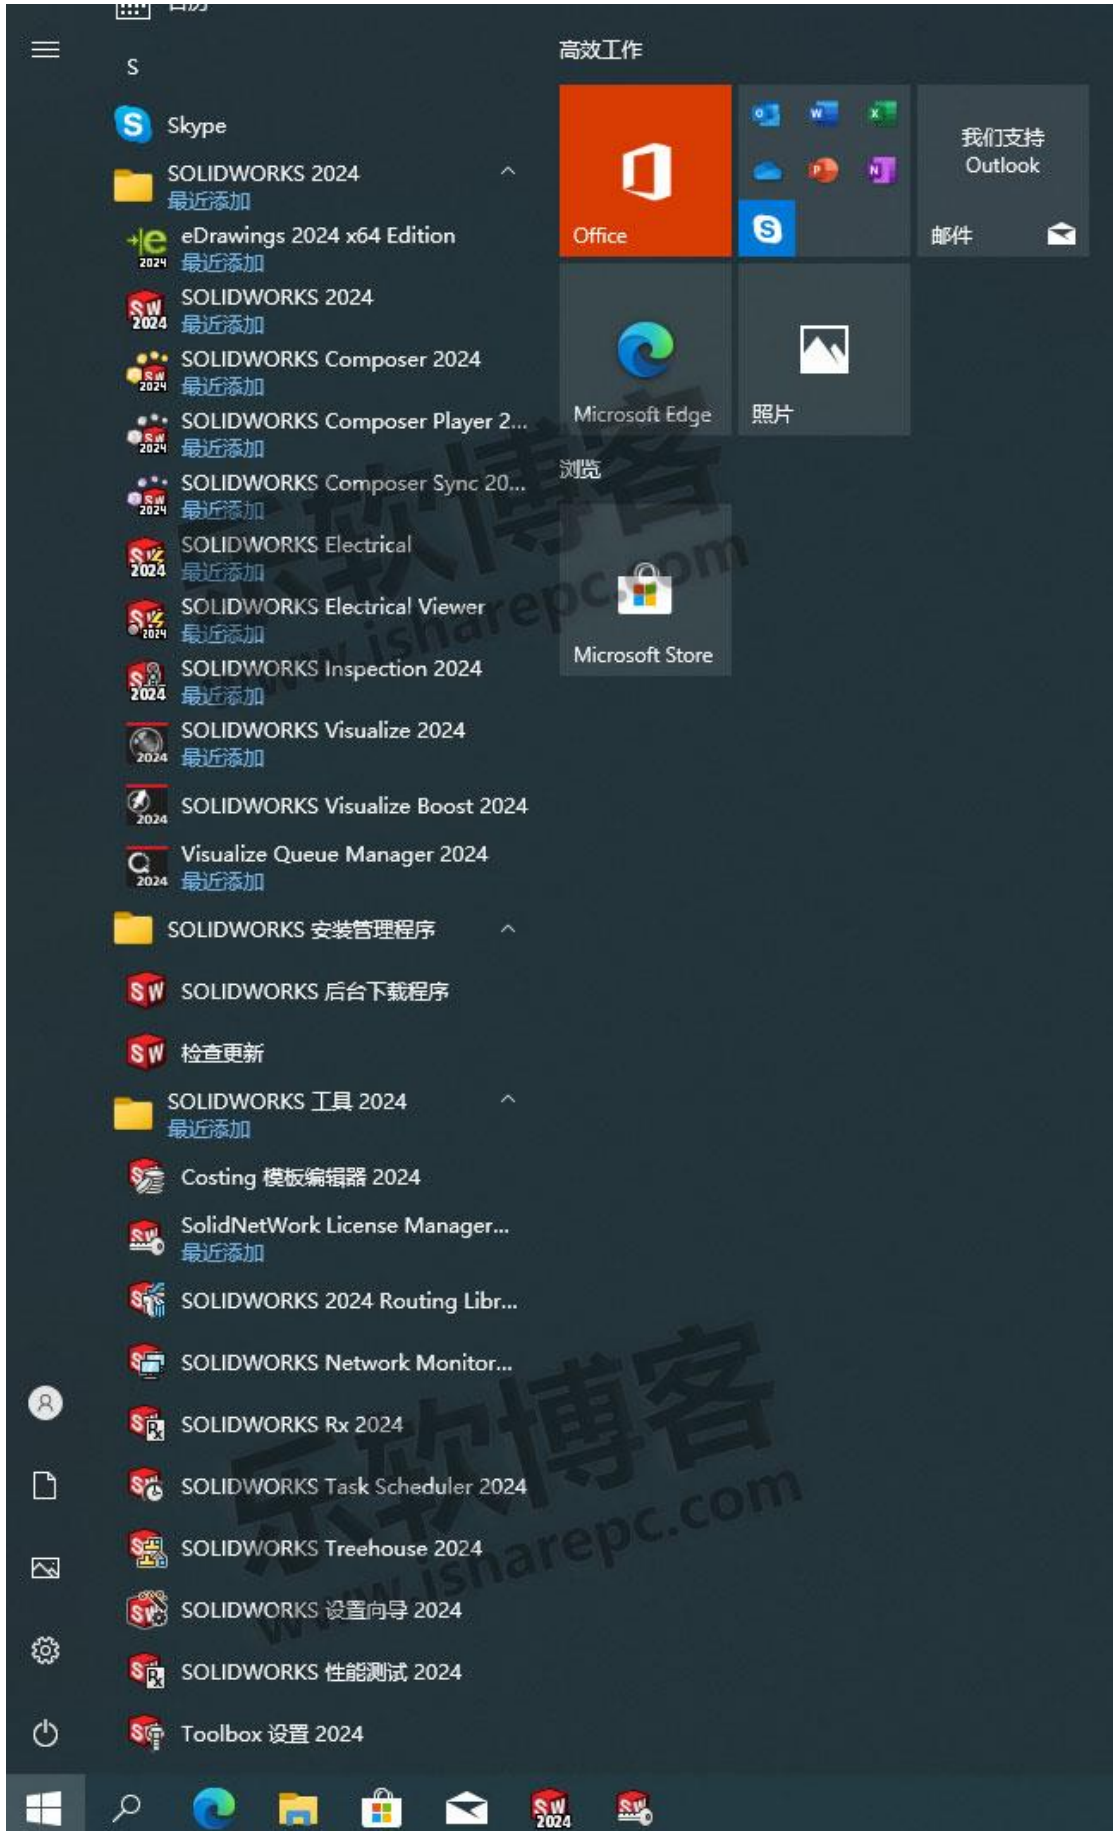 日历
S
Skype
SOLIDWORKS 2024
最近添加
eDrawings 2024 x64 Edition
最近添加
SOLIDWORKS 2024
最近添加
SOLIDWORKS Composer 2024
最近添加
SOLIDWORKS Composer Player 2...
最近添加
SOLIDWORKS Composer Sync 20...
最近添加
SOLIDWORKS Electrical
最近添加
SOLIDWORKS Electrical Viewer
最近添加
SOLIDWORKS Inspection 2024
最近添加
SOLIDWORKS Visualize 2024
最近添加
SOLIDWORKS Visualize Boost 2024
Visualize Queue Manager 2024
最近添加
SOLIDWORKS 安装管理程序
SOLIDWORKS 后台下载程序
检查更新
SOLIDWORKS 工具 2024
最近添加
Costing 模板编辑器 2024
SolidNetWork License Manager...
最近添加
SOLIDWORKS 2024 Routing Libr...
SOLIDWORKS Network Monitor...
SOLIDWORKS Rx 2024
SOLIDWORKS Task Scheduler 2024
SOLIDWORKS Treehouse 2024
SOLIDWORKS 设置向导 2024
SOLIDWORKS 性能测试 2024
Toolbox 设置 2024
高效工作
Office
我们支持
Outlook
邮件
Microsoft Edge
照片
浏览
Microsoft Store
乐软博客
www.isharepc.com
乐软博客
www.isharepc.com